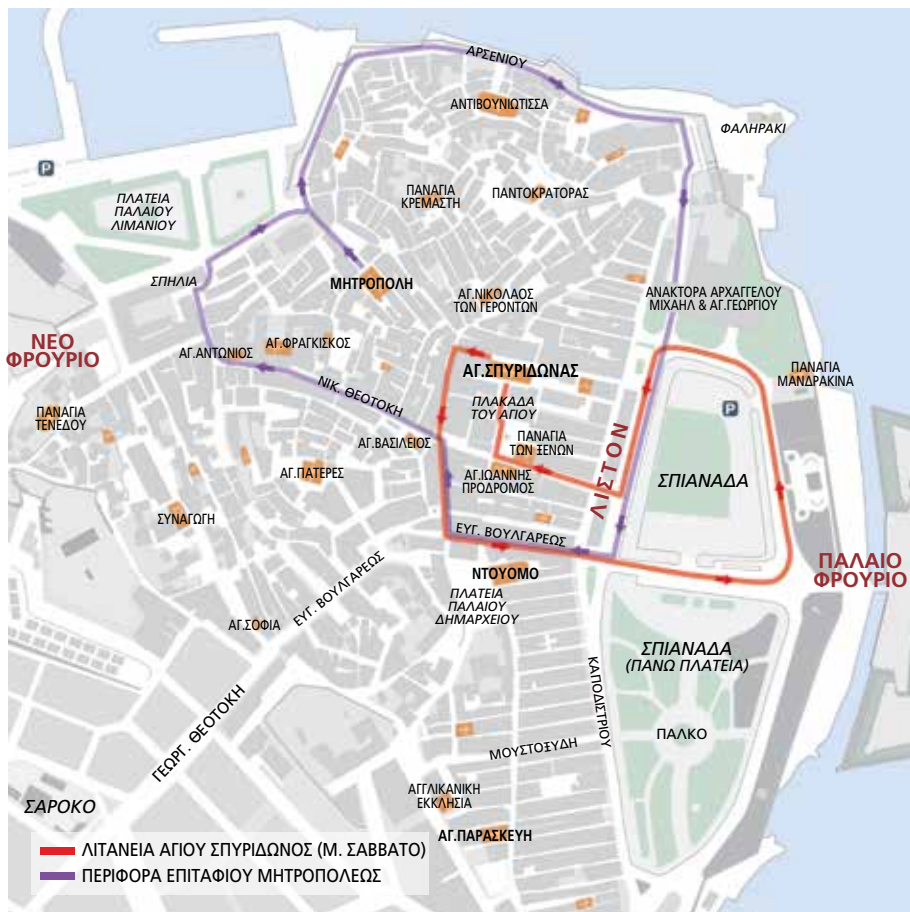 ΑΡΣΕΝΙΟΥ
ΑΝΤΙΒΟΥΝΙΩΤΙΣΣΑ
ΦΑΛΗΡΑΚΙ
P
ΠΛΑΤΕΙΑ
ΠΑΛΑΙΟΥ
ΛΙΜΑΝΙΟΥ
ΠΑΝΑΓΙΑ
ΚΡΕΜΑΣΤΗ
ΠΑΝΤΟΚΡΑΤΟΡΑΣ
ΣΠΗΛΙΑ
ΜΗΤΡΟΠΟΛΗ
ΑΓ.ΝΙΚΟΛΑΟΣ
ΤΩΝ ΓΕΡΟΝΤΩΝ
ΑΝΑΚΤΟΡΑ ΑΡΧΑΓΓΕΛΟΥ
ΜΙΧΑΗΛ & ΑΓ.ΓΕΩΡΓΙΟΥ
ΝΕΟ
ΦΡΟΥΡΙΟ
ΑΓ.ΑΝΤΩΝΙΟΣ
ΑΓ.ΦΡΑΓΚΙΣΚΟΣ
ΑΓ.ΣΠΥΡΙΔΩΝΑΣ
ΠΑΝΑΓΙΑ
ΜΑΝΔΡΑΚΙΝΑ
ΝΙΚ. ΘΕΟΤΟΚΗ
ΠΛΑΚΑΔΑ
ΤΟΥ ΑΓΙΟΥ
P
ΠΑΝΑΓΙΑ
ΤΕΝΕΔΟΥ
ΑΓ.ΒΑΣΙΛΕΙΟΣ
ΠΑΝΑΓΙΑ
ΤΩΝ ΞΕΝΩΝ
ΛΙΣΤΟΝ
ΑΓ.ΠΑΤΕΡΕΣ
ΑΓ.ΙΩΑΝΝΗΣ
ΠΡΟΔΡΟΜΟΣ
ΣΠΙΑΝΑΔΑ
ΣΥΝΑΓΩΓΗ
ΕΥΓ. ΒΟΥΛΓΑΡΕΩΣ
ΝΤΟΥΟΜΟ
ΠΑΛΑΙΟ
ΦΡΟΥΡΙΟ
ΕΥΓ. ΒΟΥΛΓΑΡΕΩΣ
ΠΛΑΤΕΙΑ
ΠΑΛΑΙΟΥ
ΔΗΜΑΡΧΕΙΟΥ
ΑΓ.ΣΟΦΙΑ
ΣΠΙΑΝΑΔΑ
(ΠΑΝΩ ΠΛΑΤΕΙΑ)
ΚΑΠΟΔΙΣΤΡΙΟΥ
ΓΕΩΡΓ. ΘΕΟΤΟΚΗ
ΠΑΛΚΟ
ΜΟΥΣΤΟΞΥΔΗ
ΣΑΡΟΚΟ
ΑΓΓΛΙΚΑΝΙΚΗ
ΕΚΚΛΗΣΙΑ
ΑΓ.ΠΑΡΑΣΚΕΥΗ
ΛΙΤΑΝΕΙΑ ΑΓΙΟΥ ΣΠΥΡΙΔΩΝΟΣ (Μ. ΣΑΒΒΑΤΟ)
ΠΕΡΙΦΟΡΑ ΕΠΙΤΑΦΙΟΥ ΜΗΤΡΟΠΟΛΕΩΣ